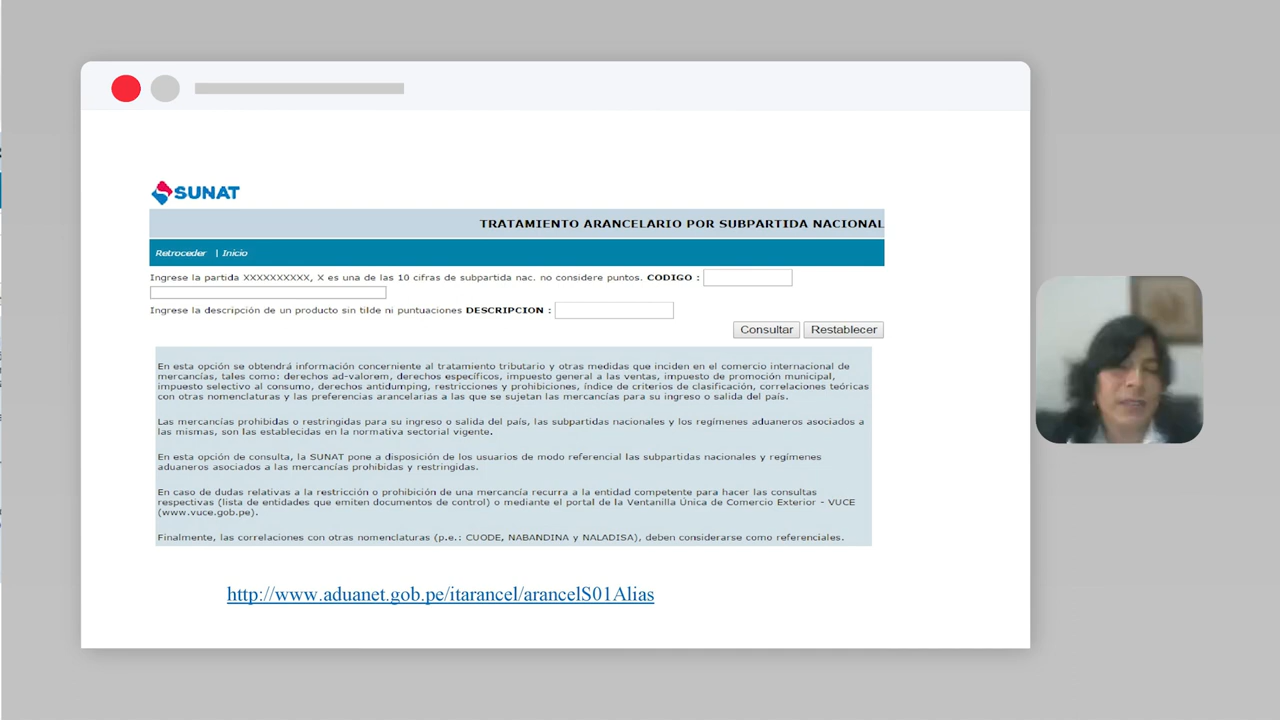 SUNAT
TRATAMIENTO ARANCELARIO POR SUBPARTIDA NACIONAL
Retroceder | Inicio
Ingrese la partida XXXXXXXXXX, X es una de las 10 cifras de subpartida nac. no considere puntos. CODIGO :
Ingrese la descripción de un producto sin tilde ni puntuaciones DESCRIPCION :
Consultar Restablecer
En esta opción se obtendrá información concerniente al tratamiento tributario y otras medidas que inciden en el comercio internacional de
mercancías, tales como: derechos ad-valorem, derechos específicos, impuesto general a las ventas, impuesto de promoción municipal,
impuesto selectivo al consumo, derechos antidumping, restricciones y prohibiciones, índice de criterios de clasificación, correlaciones teóricas
con otras nomenclaturas y las preferencias arancelarias a las que se sujetan las mercancías para su ingreso o salida del país.
Las mercancías prohibidas o restringidas para su ingreso o salida del país, las subpartidas nacionales y los regímenes aduaneros asociados a
las mismas, son las establecidas en la normativa sectorial vigente.
En esta opción de consulta, la SUNAT pone a disposición de los usuarios de modo referencial las subpartidas nacionales y regímenes
aduaneros asociados a las mercancías prohibidas y restringidas.
En caso de dudas relativas a la restricción o prohibición de una mercancía recurra a la entidad competente para hacer las consultas
respectivas (lista de entidades que emiten documentos de control) o mediante el portal de la Ventanilla Única de Comercio Exterior - VUCE
(www.vuce.gob.pe).
Finalmente, las correlaciones con otras nomenclaturas (p.e.: CUODE, NABANDINA y NALADISA), deben considerarse como referenciales.
http://www.aduanet.gob.pe/itarancel/arancelS01Alias